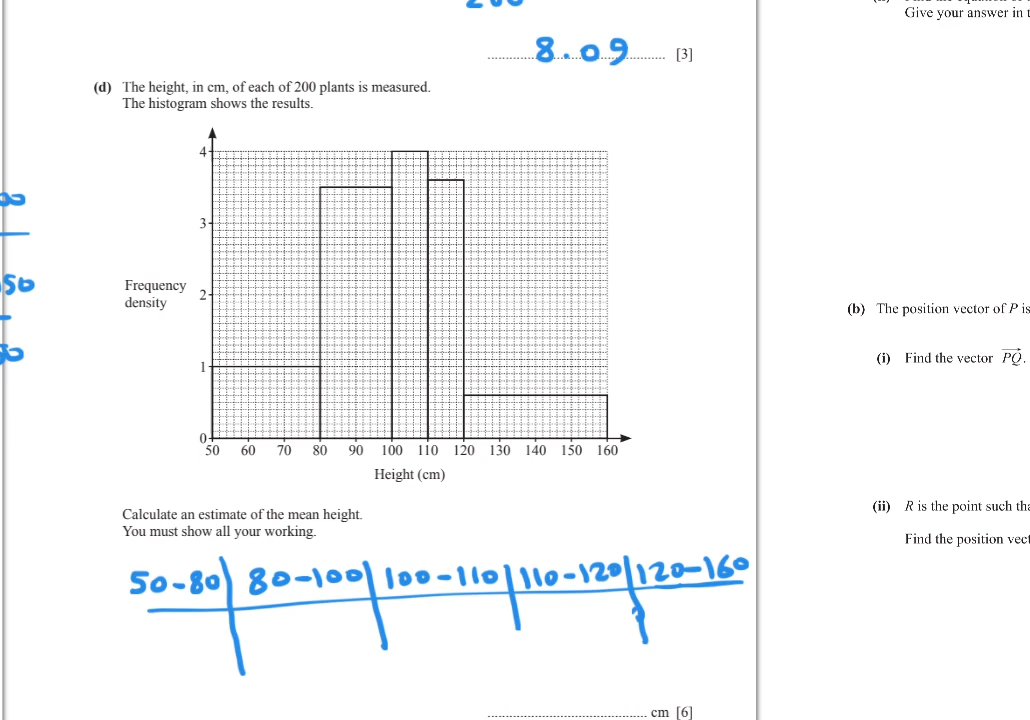 8.09 [3]
(d) The height, in cm, of each of 200 plants is measured.
The histogram shows the results.
4
3
Frequency
density
2
1
0
50 60 70 80 90 100 110 120 130 140 150 160
Height (cm)
Calculate an estimate of the mean height.
You must show all your working.
50-80 80-100 100-110 110-120 120-160
cm [6]
50
Give your answer in
(b) The position vector of P is
(i) Find the vector PQ.
(ii) R is the point such
Find the position